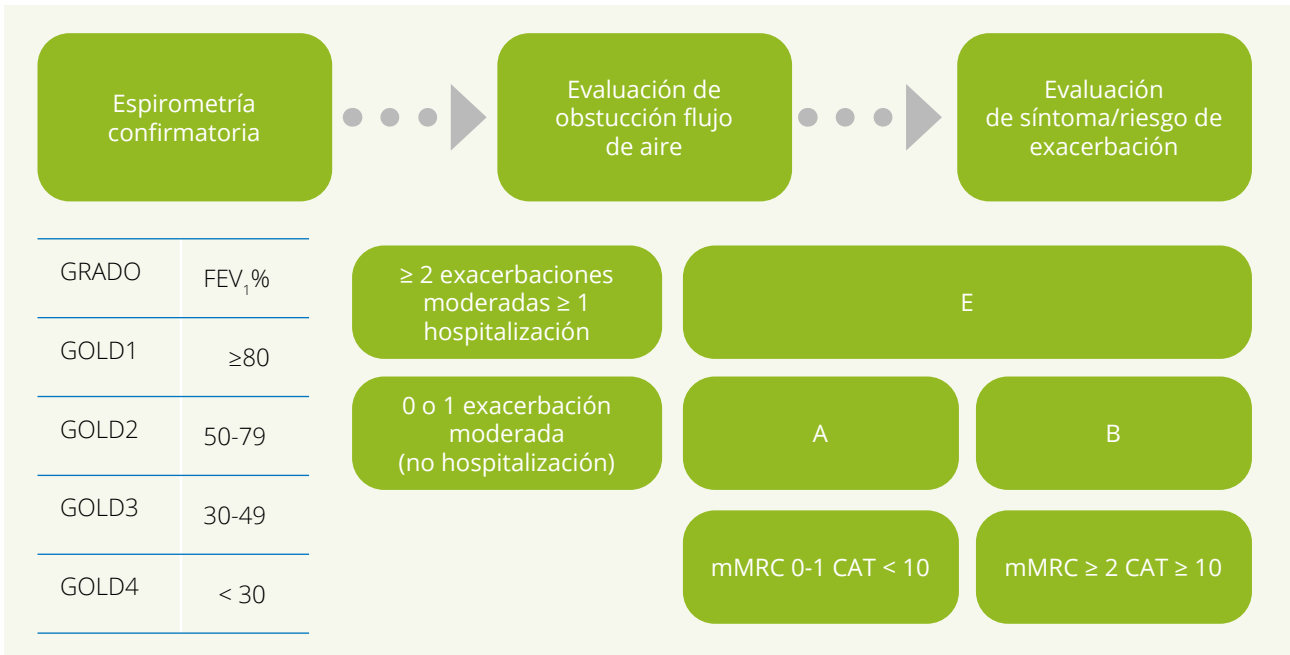 Espirometría
confirmatoria
Evaluación de
obstucción flujo
de aire
Evaluación
de síntoma/riesgo de
exacerbación
GRADO FEV₁%
GOLD1 ≥80
GOLD2 50-79
GOLD3 30-49
GOLD4 < 30
≥ 2 exacerbaciones
moderadas ≥ 1
hospitalización
E
0 o 1 exacerbación
moderada
(no hospitalización)
A
B
mMRC 0-1 CAT < 10
mMRC ≥ 2 CAT ≥ 10